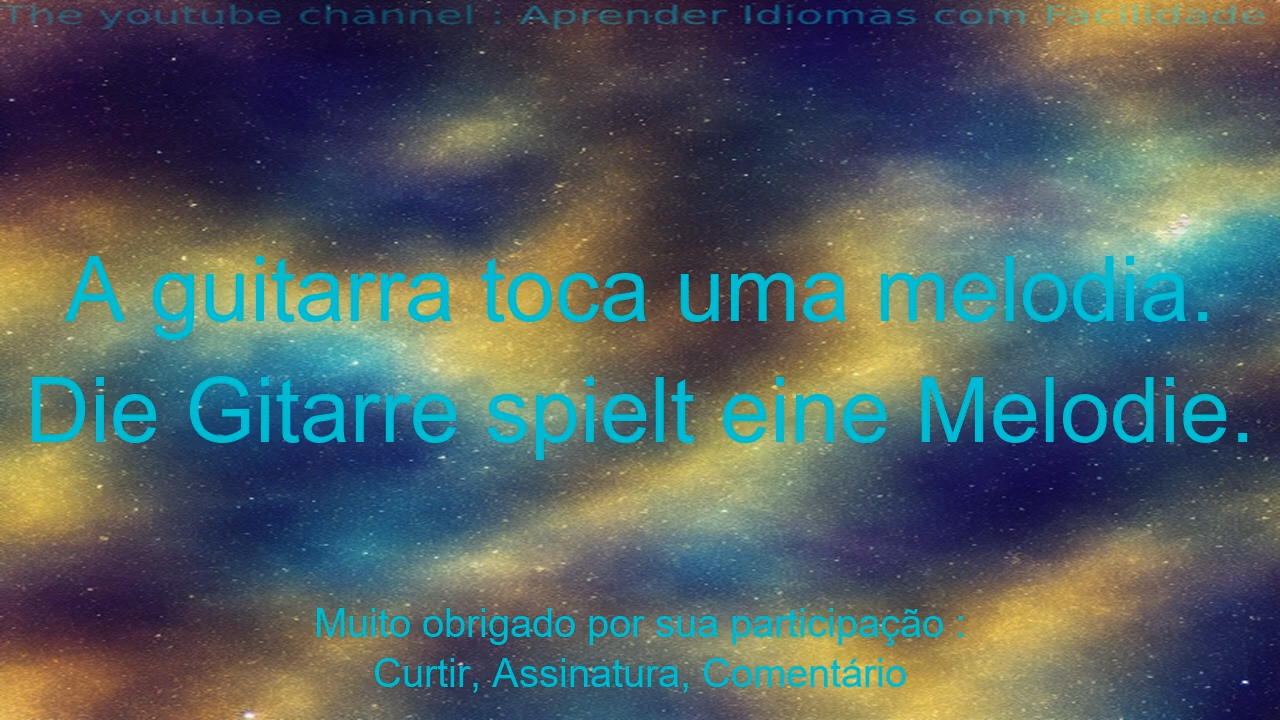 The youtube channel : Aprender Idiomas com Facilidade
A guitarra toca uma melodia.
Die Gitarre spielt eine Melodie.
Muito obrigado por sua participação :
Curtir, Assinatura, Comentário